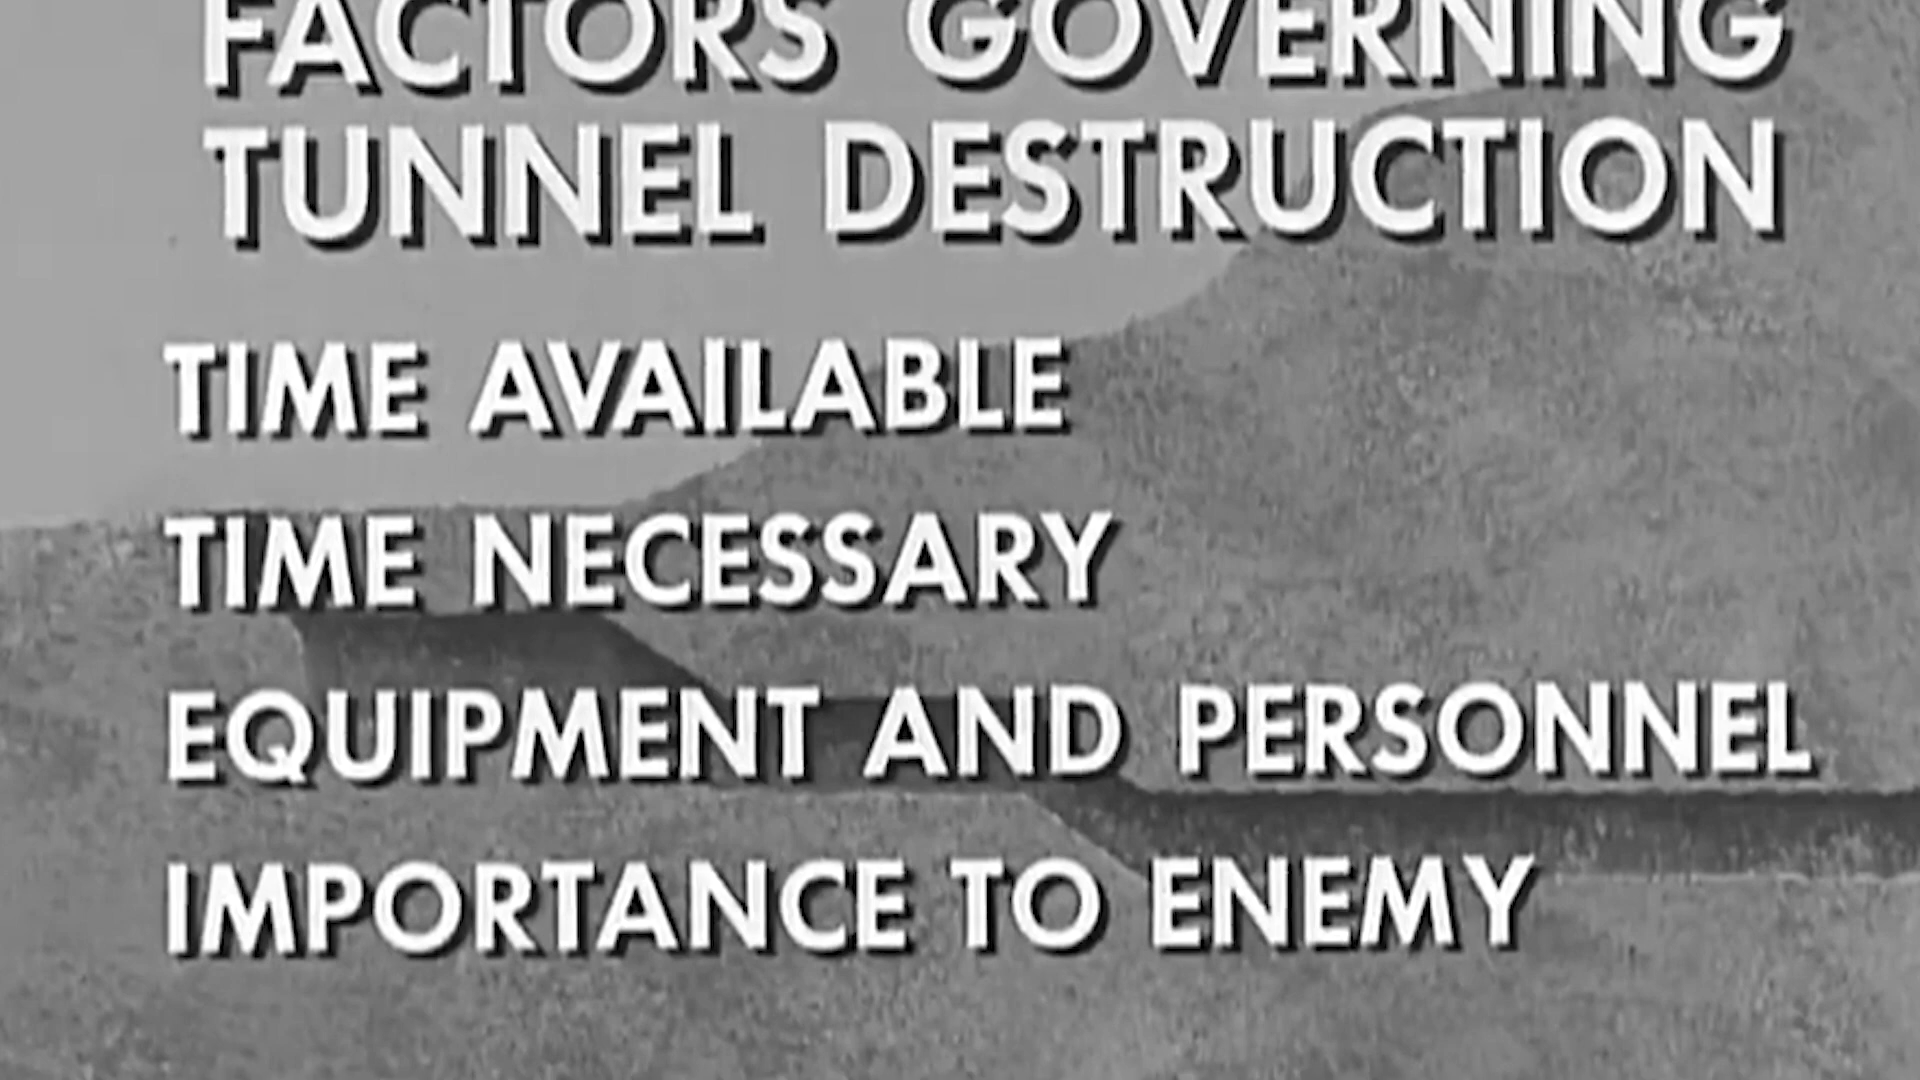 FACTORS GOVERNING
TUNNEL DESTRUCTION
TIME AVAILABLE
TIME NECESSARY
EQUIPMENT AND PERSONNEL
IMPORTANCE TO ENEMY